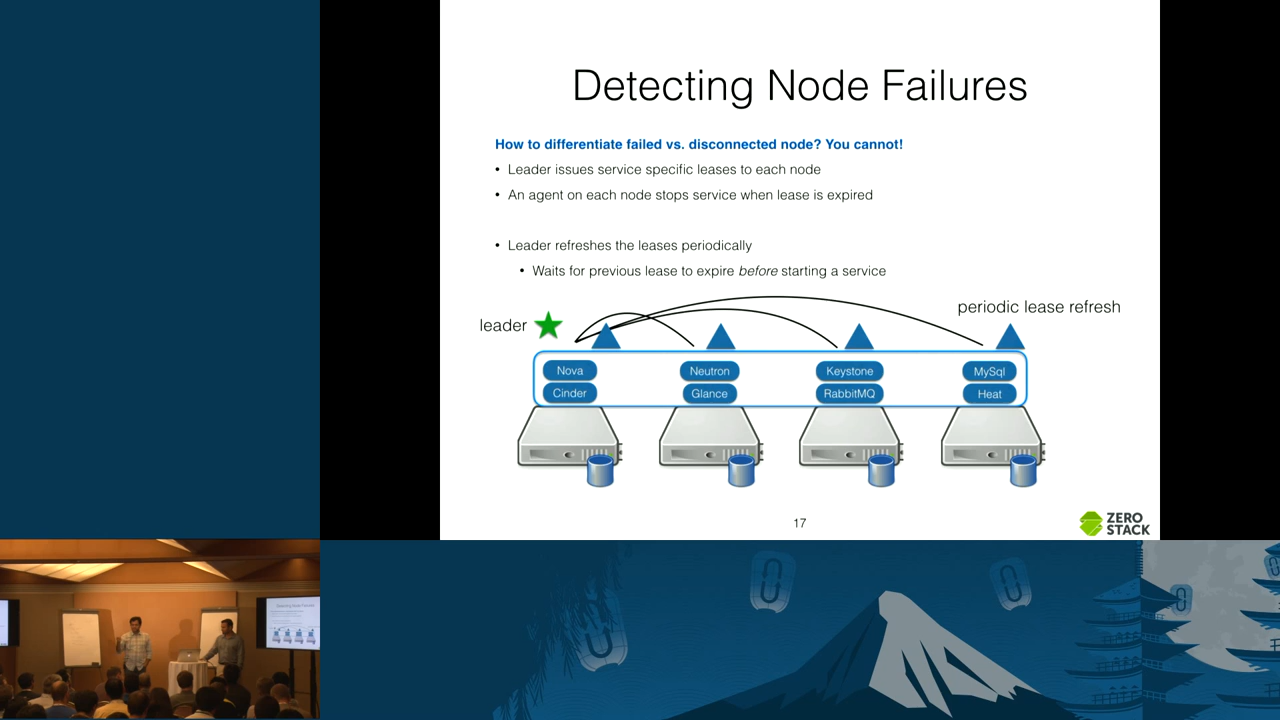 Detecting Node Failures
How to differentiate failed vs. disconnected node? You cannot!
• Leader issues service specific leases to each node
• An agent on each node stops service when lease is expired
• Leader refreshes the leases periodically
• Waits for previous lease to expire before starting a service
leader
periodic lease refresh
Nova
Neutron
Keystone
MySql
Cinder
Glance
RabbitMQ
Heat
17
ZERO
STACK